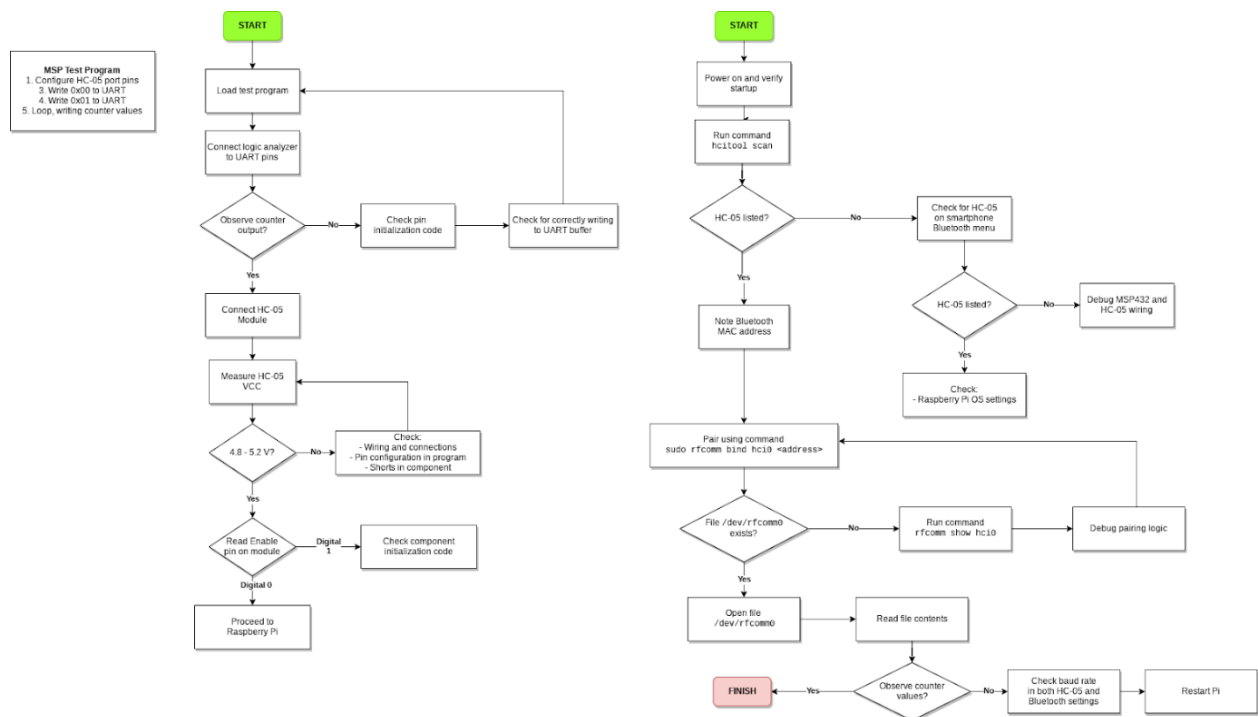 MSP Test Program
1. Configure HC-05 port pins
3. Write 0x00 to UART
4. Write 0x01 to UART
5. Loop, writing counter values
START
Load test program
Connect logic analyzer
to UART pins
Observe counter
output?
No
Check pin
initialization code
Check for correctly writing
to UART buffer
Yes
Connect HC-05
Module
Measure HC-05
VCC
4.8 - 5.2 V?
No
Check:
- Wiring and connections
- Pin configuration in program
- Shorts in component
Yes
Read Enable
pin on module
Digital
1
Check component
initialization code
Digital 0
Proceed to
Raspberry Pi
START
Power on and verify
startup
Run command
hcitool scan
HC-05 listed?
No
Check for HC-05
on smartphone
Bluetooth menu
HC-05 listed?
No
Debug MSP432 and
HC-05 wiring
Yes
Check:
- Raspberry Pi OS settings
Yes
Note Bluetooth
MAC address
Pair using command
sudo rfcomm bind hci0 <address>
File /dev/rfcomm0
exists?
No
Run command
rfcomm show hci0
Debug pairing logic
Yes
Open file
/dev/rfcomm0
Read file contents
Observe counter
values?
Yes
FINISH
No
Check baud rate
in both HC-05 and
Bluetooth settings
Restart Pi